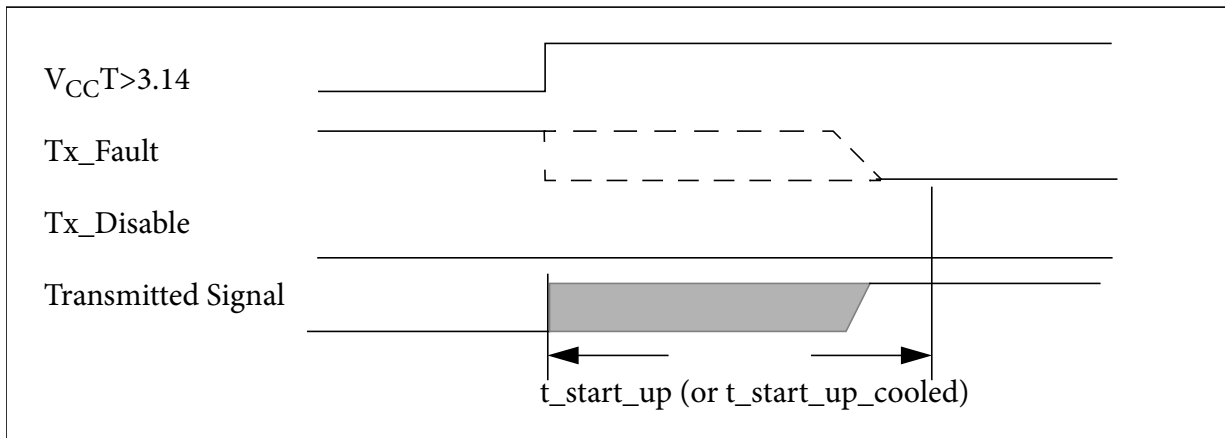 VCCT>3.14
Tx_Fault
Tx_Disable
Transmitted Signal
t_start_up (or t_start_up_cooled)